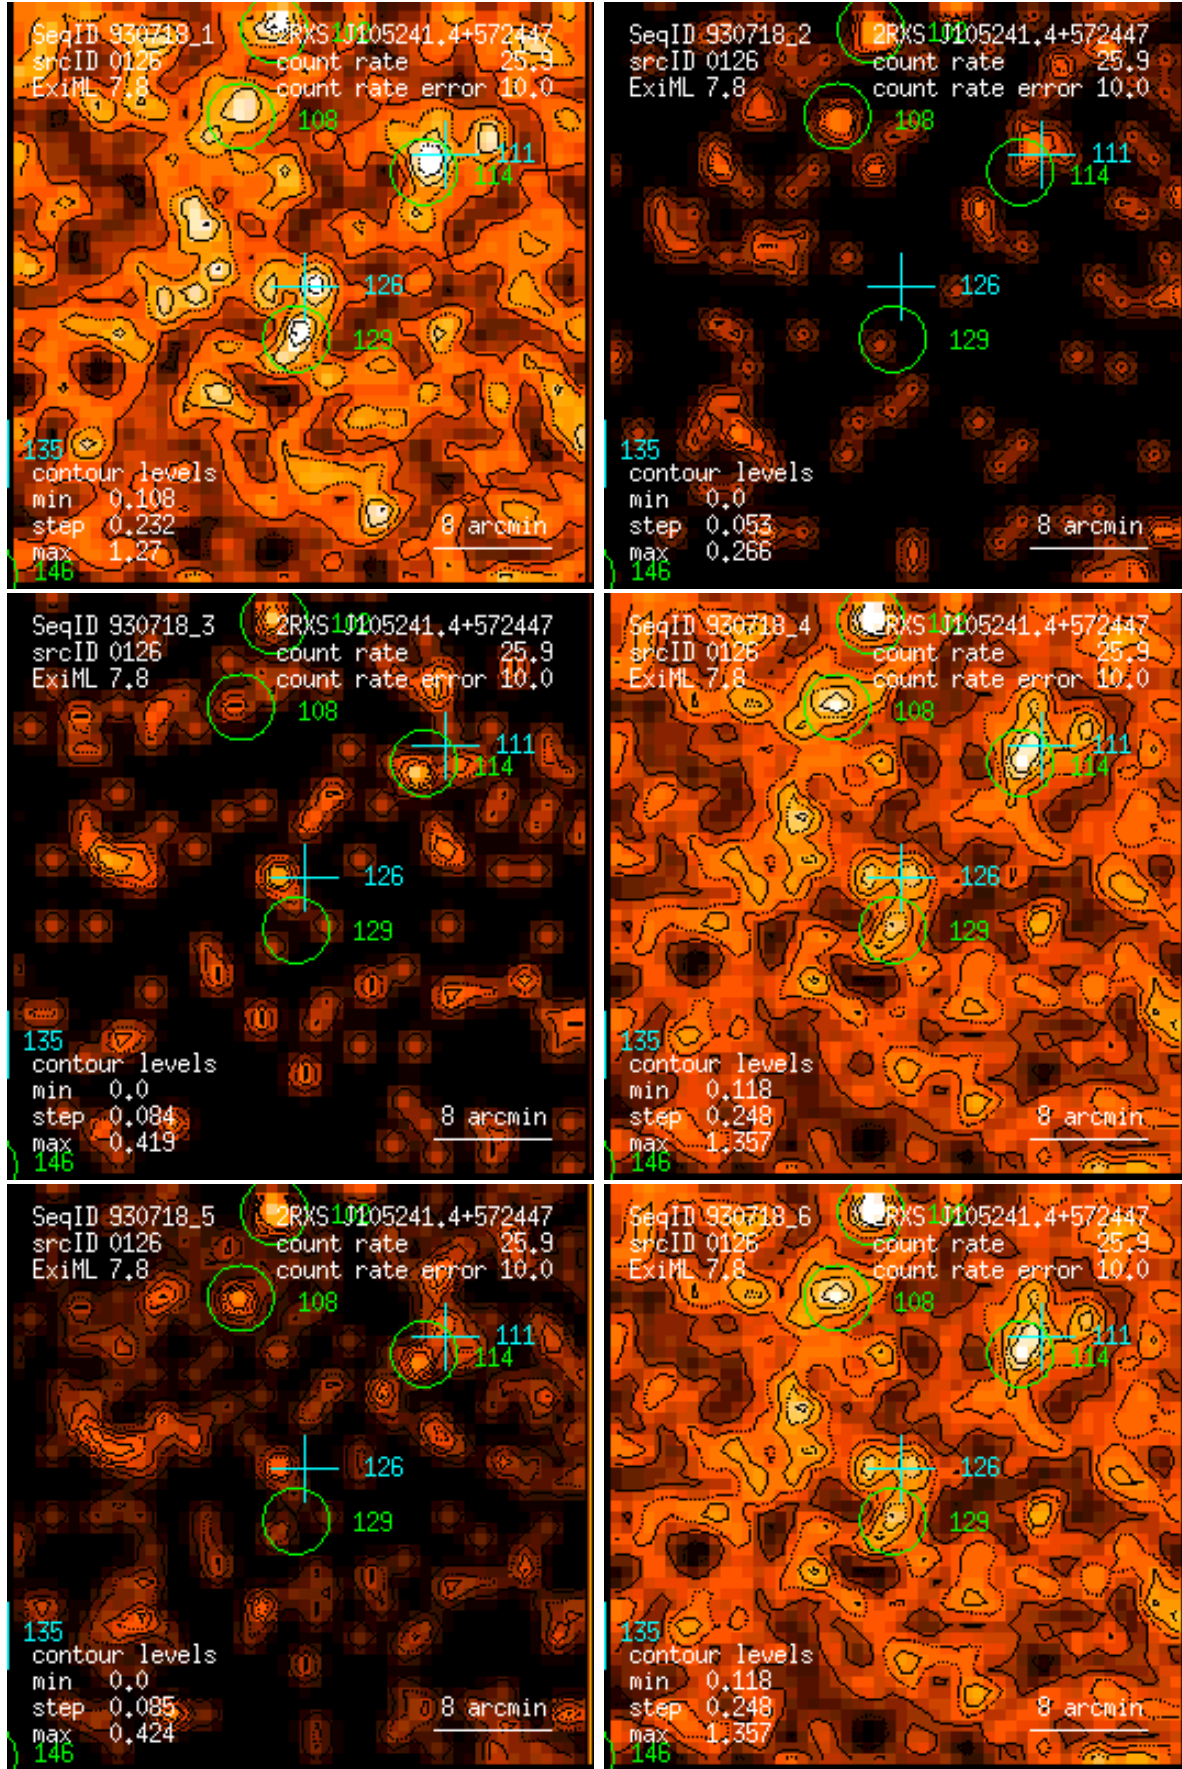 SeqID 930718_1 2RXS J105241.4+572447
srcID 0126 count rate 25.9
ExiML 7.8 count rate error 10.0
108
111
114
126
129
135
contour levels
min 0.108
step 0.232
max 1.27
8 arcmin
146
SeqID 930718_2 2RXS J105241.4+572447
srcID 0126 count rate 25.9
ExiML 7.8 count rate error 10.0
108
111
114
126
129
135
contour levels
min 0.0
step 0.053
max 0.266
8 arcmin
146
SeqID 930718_3 2RXS J105241.4+572447
srcID 0126 count rate 25.9
ExiML 7.8 count rate error 10.0
108
111
114
126
129
135
contour levels
min 0.0
step 0.084
max 0.419
8 arcmin
146
SeqID 930718_4 2RXS J105241.4+572447
srcID 0126 count rate 25.9
ExiML 7.8 count rate error 10.0
108
111
114
126
129
135
contour levels
min 0.118
step 0.248
max 1.357
8 arcmin
146
SeqID 930718_5 2RXS J105241.4+572447
srcID 0126 count rate 25.9
ExiML 7.8 count rate error 10.0
108
111
114
126
129
135
contour levels
min 0.0
step 0.085
max 0.424
8 arcmin
146
SeqID 930718_6 2RXS J105241.4+572447
srcID 0126 count rate 25.9
ExiML 7.8 count rate error 10.0
108
111
114
126
129
135
contour levels
min 0.118
step 0.248
max 1.357
8 arcmin
146